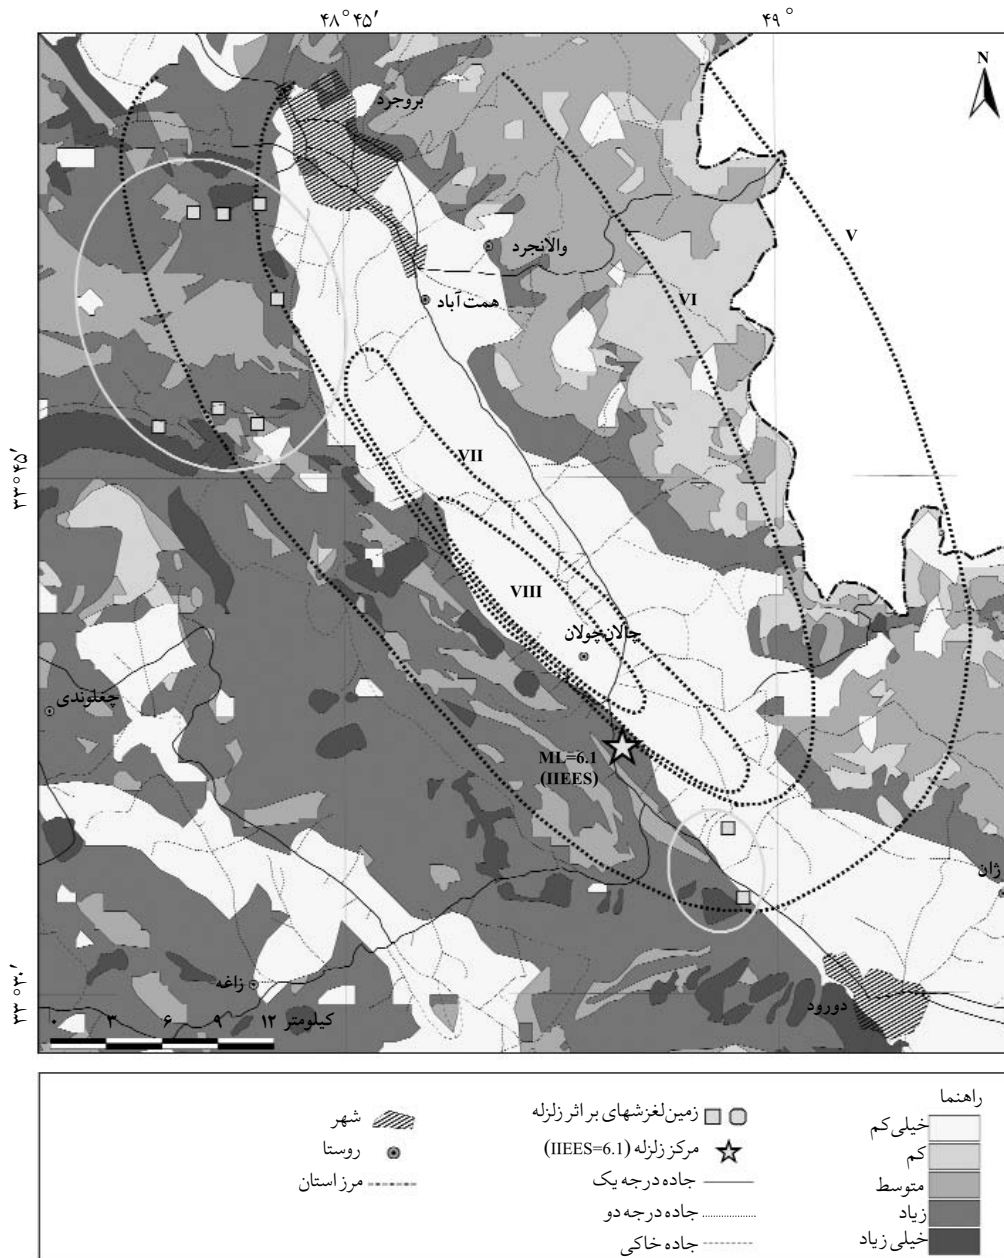 ۴۸°۴۵′
۴۹°
N
بروجرد
والانجرد
همت آباد
V
VI
VII
VIII
۳۳°۴۵′
چالان‌چولان
چغلوندی
ML=6.1
(IIEES)
ژان
زاغه
دورود
۳۳°۳۰′
۰ ۳ ۶ ۹ ۱۲ کیلومتر
راهنما
خیلی کم
کم
متوسط
زیاد
خیلی زیاد
زمین‌لغزشهای بر اثر زلزله
مرکز زلزله (IIEES=6.1)
جاده درجه یک
جاده درجه دو
جاده خاکی
شهر
روستا
مرز استان